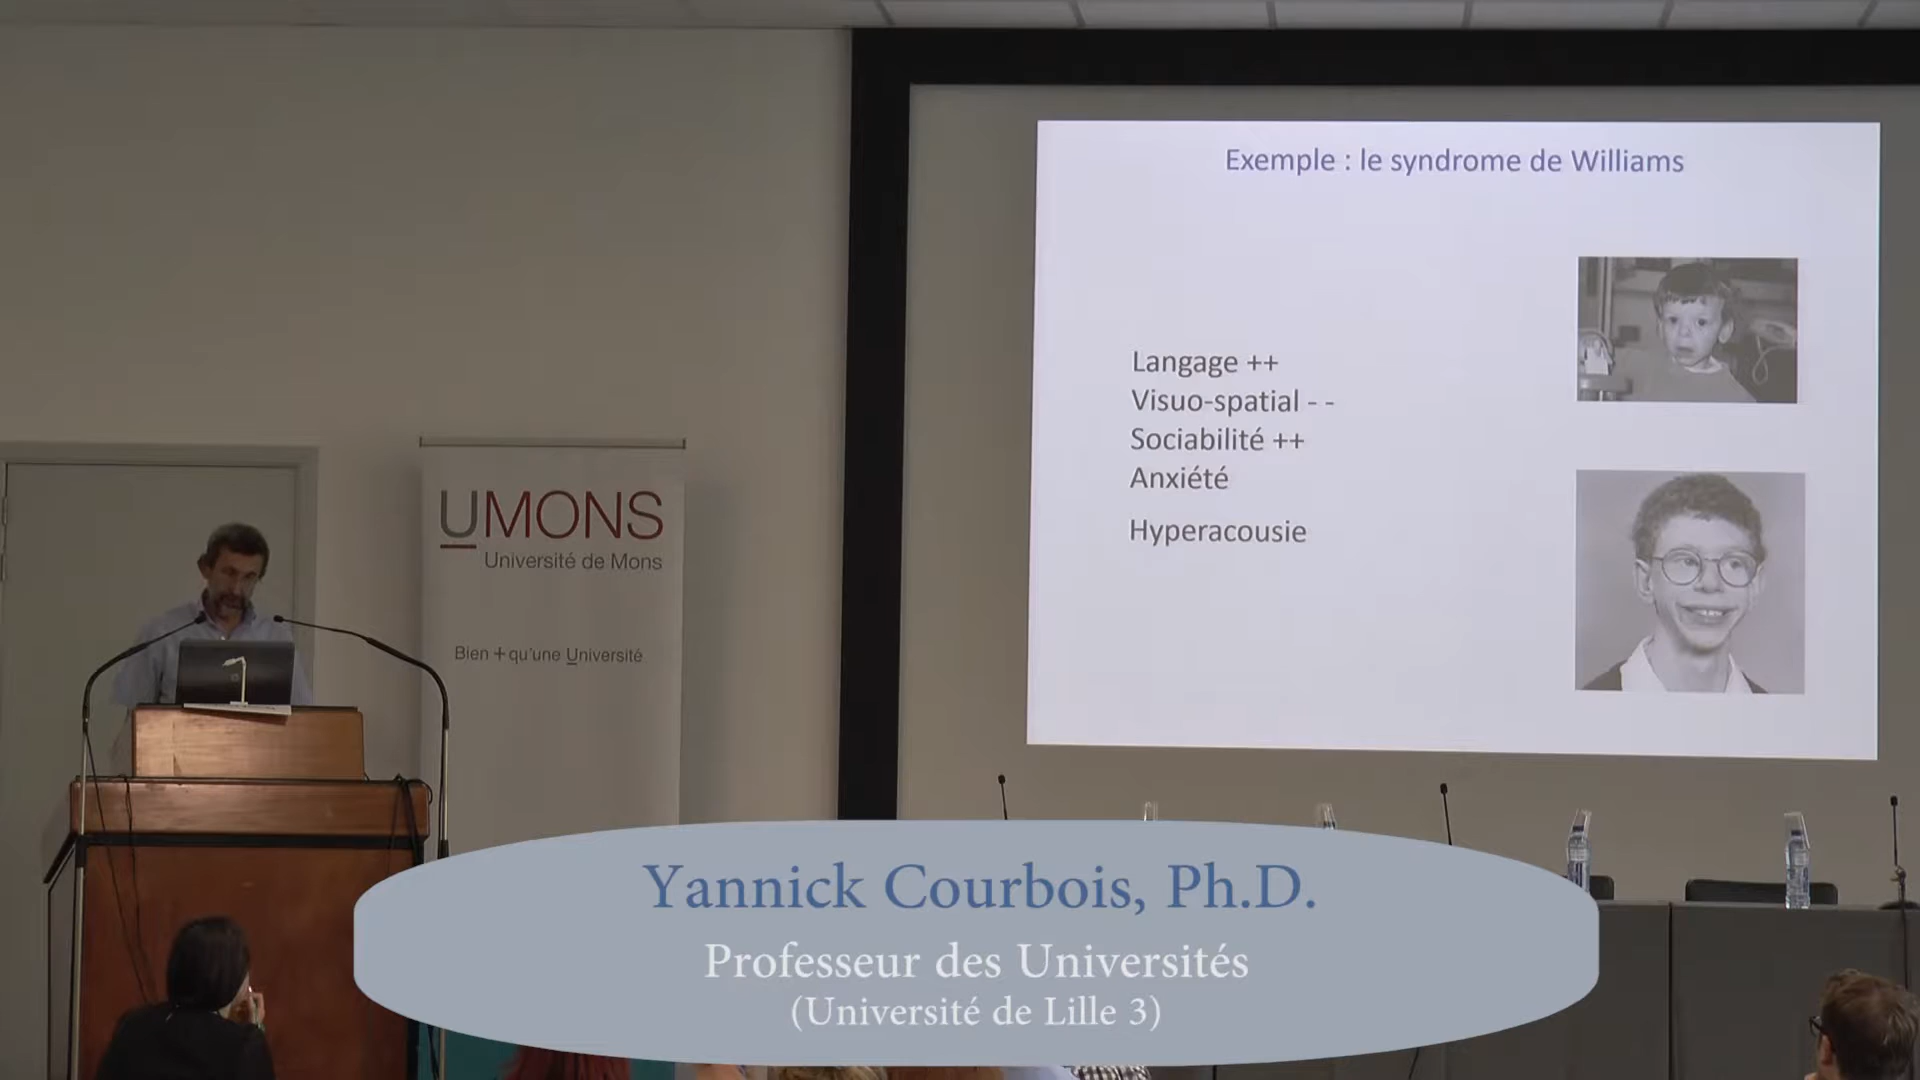 Exemple : le syndrome de Williams
Langage ++
Visuo-spatial - -
Sociabilité ++
Anxiété
Hyperacousie
UMONS
Université de Mons
Bien + qu'une Université
Yannick Courbois, Ph.D.
Professeur des Universités
(Université de Lille 3)